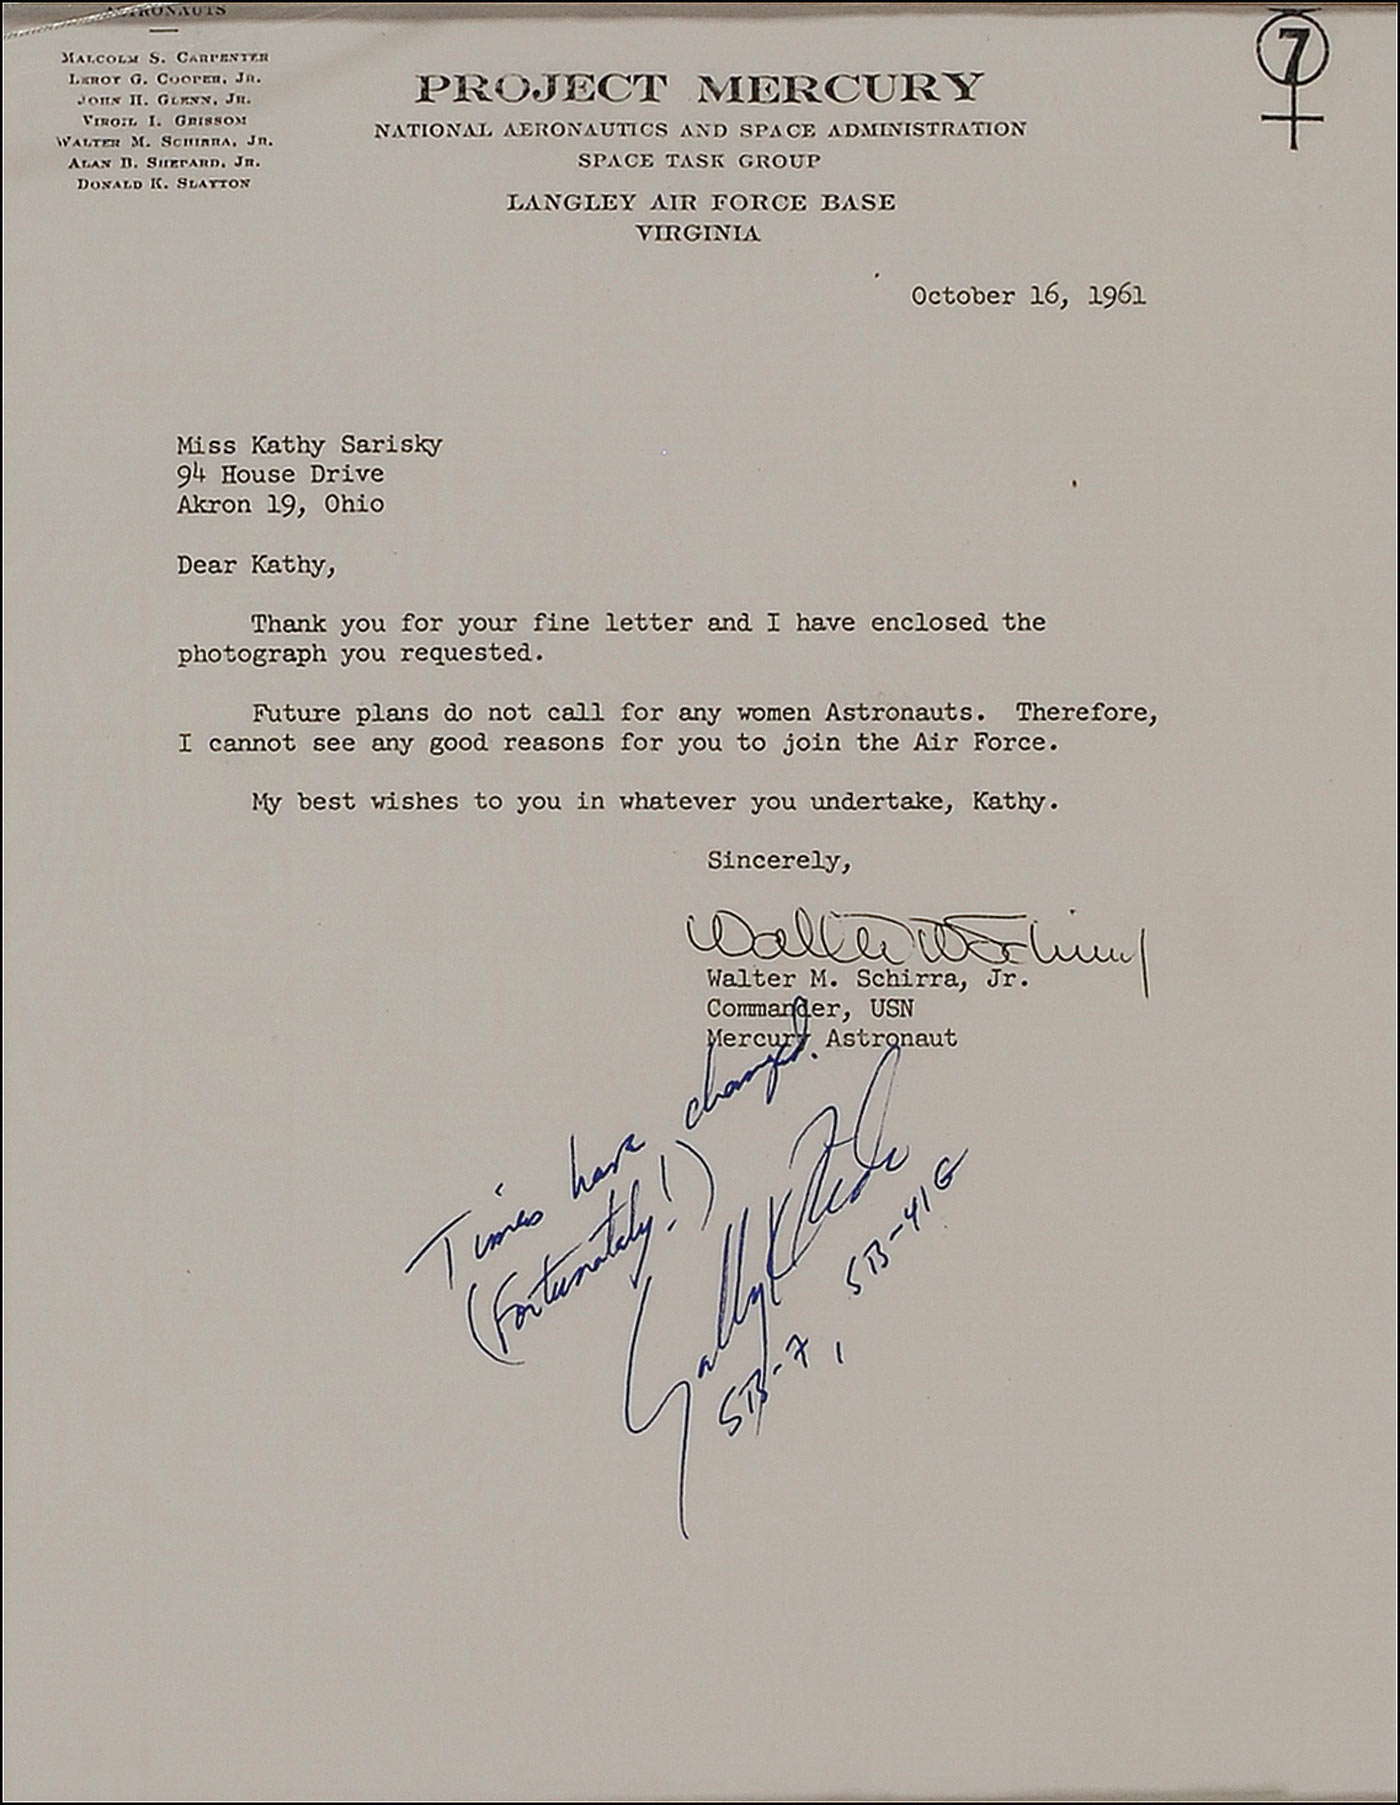 ASTRONAUTS
MALCOLM S. CARPENTER
LEROY G. COOPER, JR.
JOHN H. GLENN, JR.
VIRGIL I. GRISSOM
WALTER M. SCHIRRA, JR.
ALAN B. SHEPARD, JR.
DONALD K. SLAYTON
PROJECT MERCURY
NATIONAL AERONAUTICS AND SPACE ADMINISTRATION
SPACE TASK GROUP
LANGLEY AIR FORCE BASE
VIRGINIA
7
October 16, 1961
Miss Kathy Sarisky
94 House Drive
Akron 19, Ohio
Dear Kathy,
Thank you for your fine letter and I have enclosed the
photograph you requested.
Future plans do not call for any women Astronauts. Therefore,
I cannot see any good reasons for you to join the Air Force.
My best wishes to you in whatever you undertake, Kathy.
Sincerely,
Walter M Schirra Jr
Walter M. Schirra, Jr.
Commander, USN
Mercury Astronaut
Times have changed.
(Fortunately!)
Sally K Ride
STS-7, STS-41G